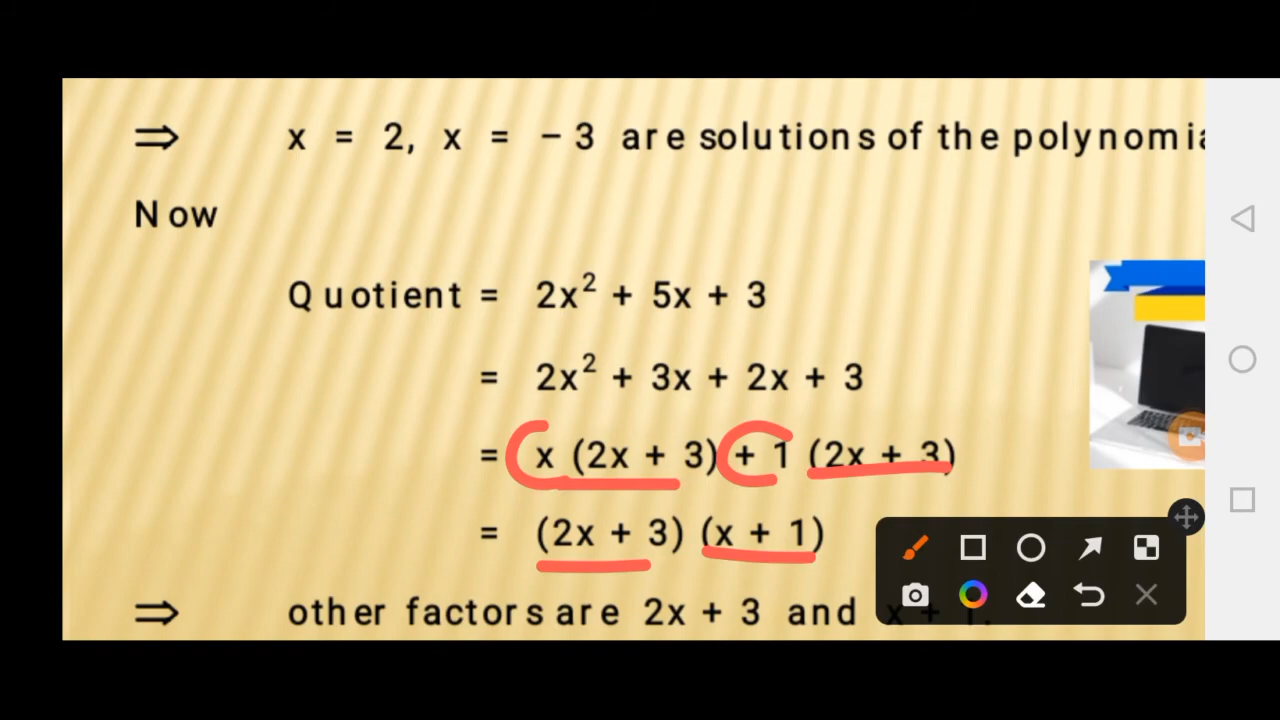 ⇒ x = 2, x = – 3 are solutions of the
Now
Quotient = 2x² + 5x + 3
= 2x² + 3x + 2x + 3
= x (2x + 3) + 1 (2x + 3)
= (2x + 3) (x + 1)
⇒ other factors are 2x + 3 and x + 1.